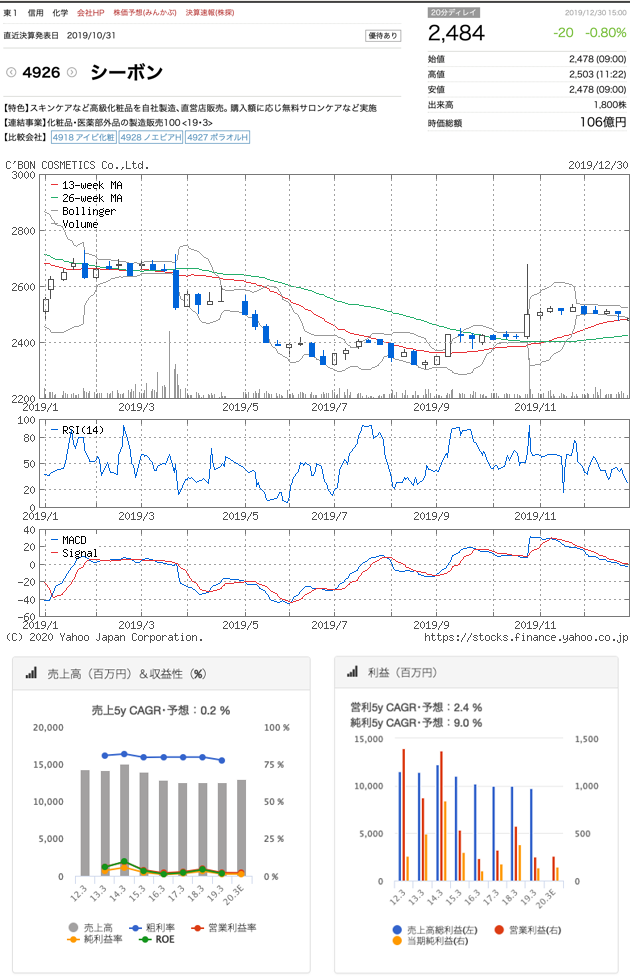 東1 信用 化学 会社HP 株価予想(みんかぶ) 決算速報(株探)
直近決算発表日 2019/10/31 優待あり
4926 シーボン
【特色】スキンケアなど高級化粧品を自社製造、直営店販売。購入額に応じ無料サロンケアなど実施
【連結事業】化粧品・医薬部外品の製造販売100 <19・3>
【比較会社】 4918 アイビ化粧 4928 ノエビアH 4927 ポラオルH
20分ディレイ 2019/12/30 15:00
2,484 -20 -0.80%
始値 2,478 (09:00)
高値 2,503 (11:22)
安値 2,478 (09:00)
出来高 1,800株
時価総額 106億円
C'BON COSMETICS Co.,Ltd. 2019/12/30
3000
2800
2600
2400
2200
13-week MA
26-week MA
Bollinger
Volume
2019/1 2019/3 2019/5 2019/7 2019/9 2019/11
100
80
50
20
0
RSI(14)
2019/1 2019/3 2019/5 2019/7 2019/9 2019/11
40
20
0
-20
-40
-60
MACD
Signal
2019/1 2019/3 2019/5 2019/7 2019/9 2019/11
(C) 2020 Yahoo Japan Corporation. https://stocks.finance.yahoo.co.jp
売上高（百万円）＆収益性（%）
売上5y CAGR・予想：0.2 %
20,000 100 %
15,000 75 %
10,000 50 %
5,000 25 %
0 0 %
12.3 13.3 14.3 15.3 16.3 17.3 18.3 19.3 20.3E
売上高 粗利率 営業利益率
純利益率 ROE
利益（百万円）
営利5y CAGR・予想：2.4 %
純利5y CAGR・予想：9.0 %
15,000 1,500
10,000 1,000
5,000 500
0 0
12.3 13.3 14.3 15.3 16.3 17.3 18.3 19.3 20.3E
売上高総利益(左) 営業利益(右)
当期純利益(右)